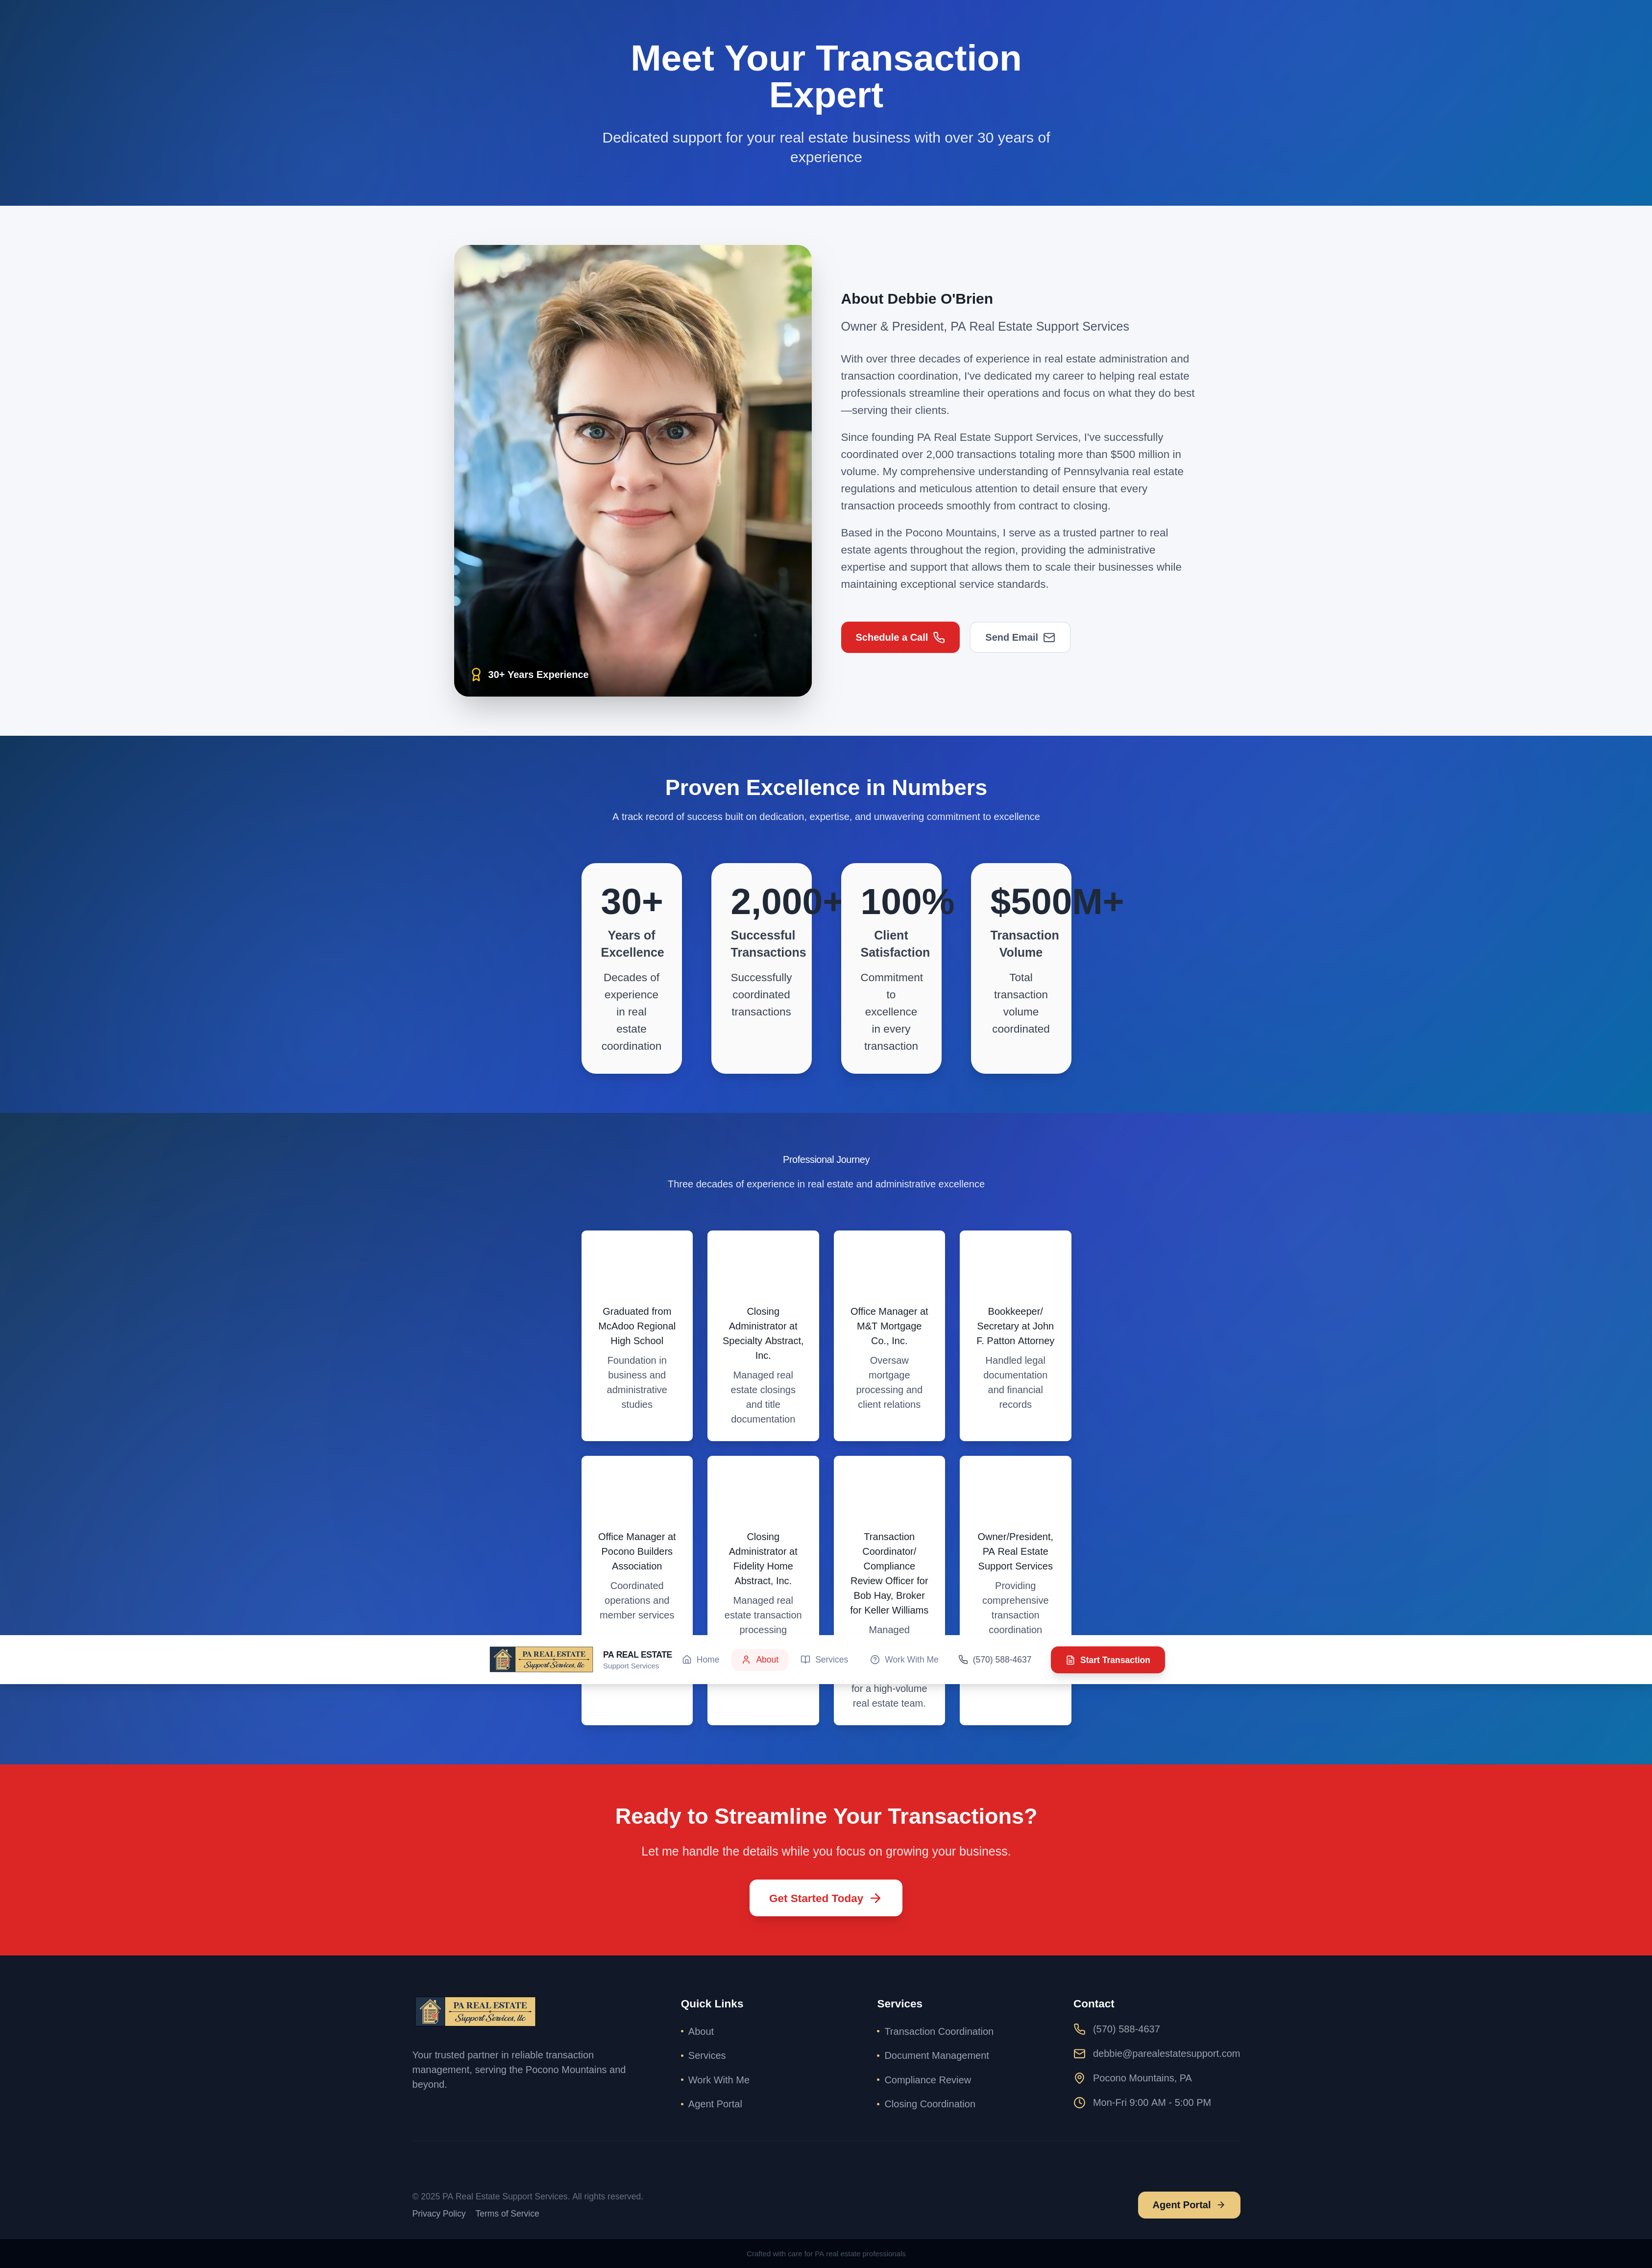 Meet Your Transaction
Expert
Dedicated support for your real estate business with over 30 years of
experience
30+ Years Experience
About Debbie O'Brien
Owner & President, PA Real Estate Support Services
With over three decades of experience in real estate administration and
transaction coordination, I've dedicated my career to helping real estate
professionals streamline their operations and focus on what they do best
—serving their clients.
Since founding PA Real Estate Support Services, I've successfully
coordinated over 2,000 transactions totaling more than $500 million in
volume. My comprehensive understanding of Pennsylvania real estate
regulations and meticulous attention to detail ensure that every
transaction proceeds smoothly from contract to closing.
Based in the Pocono Mountains, I serve as a trusted partner to real
estate agents throughout the region, providing the administrative
expertise and support that allows them to scale their businesses while
maintaining exceptional service standards.
Schedule a Call
Send Email
Proven Excellence in Numbers
A track record of success built on dedication, expertise, and unwavering commitment to excellence
30+
Years of
Excellence
Decades of
experience
in real
estate
coordination
2,000+
Successful
Transactions
Successfully
coordinated
transactions
100%
Client
Satisfaction
Commitment
to
excellence
in every
transaction
$500M+
Transaction
Volume
Total
transaction
volume
coordinated
Professional Journey
Three decades of experience in real estate and administrative excellence
Graduated from
McAdoo Regional
High School
Foundation in
business and
administrative
studies
Closing
Administrator at
Specialty Abstract,
Inc.
Managed real
estate closings
and title
documentation
Office Manager at
M&T Mortgage
Co., Inc.
Oversaw
mortgage
processing and
client relations
Bookkeeper/
Secretary at John
F. Patton Attorney
Handled legal
documentation
and financial
records
Office Manager at
Pocono Builders
Association
Coordinated
operations and
member services
Closing
Administrator at
Fidelity Home
Abstract, Inc.
Managed real
estate transaction
processing
Transaction
Coordinator/
Compliance
Review Officer for
Bob Hay, Broker
for Keller Williams
Managed
for a high-volume
real estate team.
Owner/President,
PA Real Estate
Support Services
Providing
comprehensive
transaction
coordination
PA REAL ESTATE
Support Services, llc
PA REAL ESTATE
Support Services
Home
About
Services
Work With Me
(570) 588-4637
Start Transaction
Ready to Streamline Your Transactions?
Let me handle the details while you focus on growing your business.
Get Started Today
PA REAL ESTATE
Support Services, llc
Your trusted partner in reliable transaction
management, serving the Pocono Mountains and
beyond.
Quick Links
• About
• Services
• Work With Me
• Agent Portal
Services
• Transaction Coordination
• Document Management
• Compliance Review
• Closing Coordination
Contact
(570) 588-4637
debbie@parealestatesupport.com
Pocono Mountains, PA
Mon-Fri 9:00 AM - 5:00 PM
© 2025 PA Real Estate Support Services. All rights reserved.
Privacy Policy Terms of Service
Agent Portal
Crafted with care for PA real estate professionals